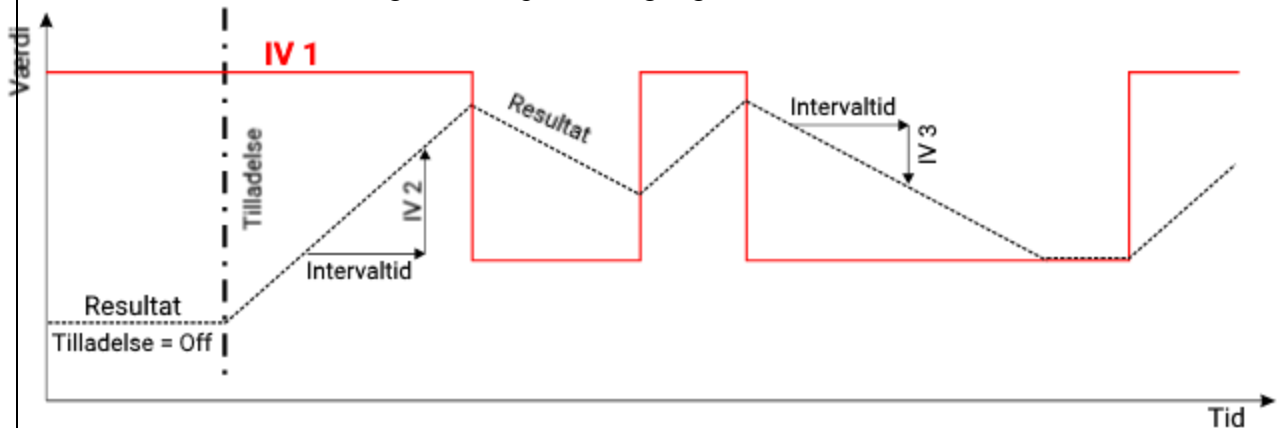 Værdi
IV 1
Tilladelse
Resultat
Intervaltid
IV 3
IV 2
Intervaltid
Resultat
Tilladelse = Off
Tid